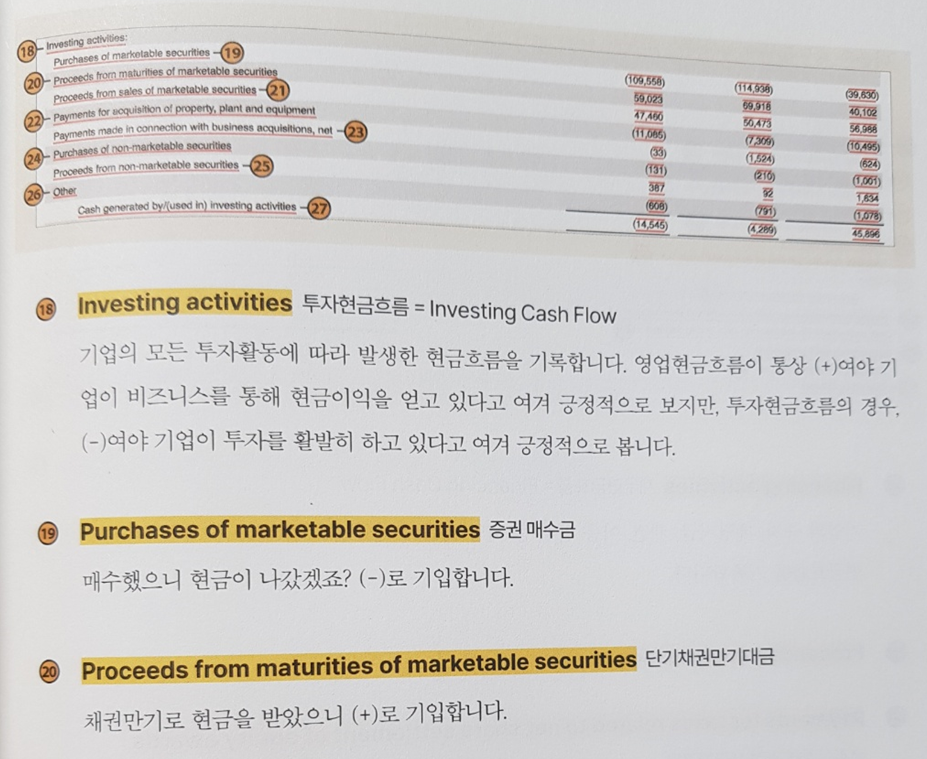 18 Investing activities:
Purchases of marketable securities 19
20 Proceeds from maturities of marketable securities (109,558) (114,938) (39,630)
Proceeds from sales of marketable securities 21 59,023 69,918 40,102
22 Payments for acquisition of property, plant and equipment 47,460 50,473 56,988
Payments made in connection with business acquisitions, net 23 (11,085) (7,309) (10,495)
24 Purchases of non-marketable securities (33) (1,524) (624)
Proceeds from non-marketable securities 25 (131) (210) (1,001)
26 Other 387 92 1,634
Cash generated by/(used in) investing activities 27 (608) (791) (1,078)
(14,545) (4,289) 45,896
18 Investing activities 투자현금흐름 = Investing Cash Flow
기업의 모든 투자활동에 따라 발생한 현금흐름을 기록합니다. 영업현금흐름이 통상 (+)여야 기
업이 비즈니스를 통해 현금이익을 얻고 있다고 여겨 긍정적으로 보지만, 투자현금흐름의 경우,
(-)여야 기업이 투자를 활발히 하고 있다고 여겨 긍정적으로 봅니다.
19 Purchases of marketable securities 증권 매수금
매수했으니 현금이 나갔겠죠? (-)로 기입합니다.
20 Proceeds from maturities of marketable securities 단기채권만기대금
채권만기로 현금을 받았으니 (+)로 기입합니다.